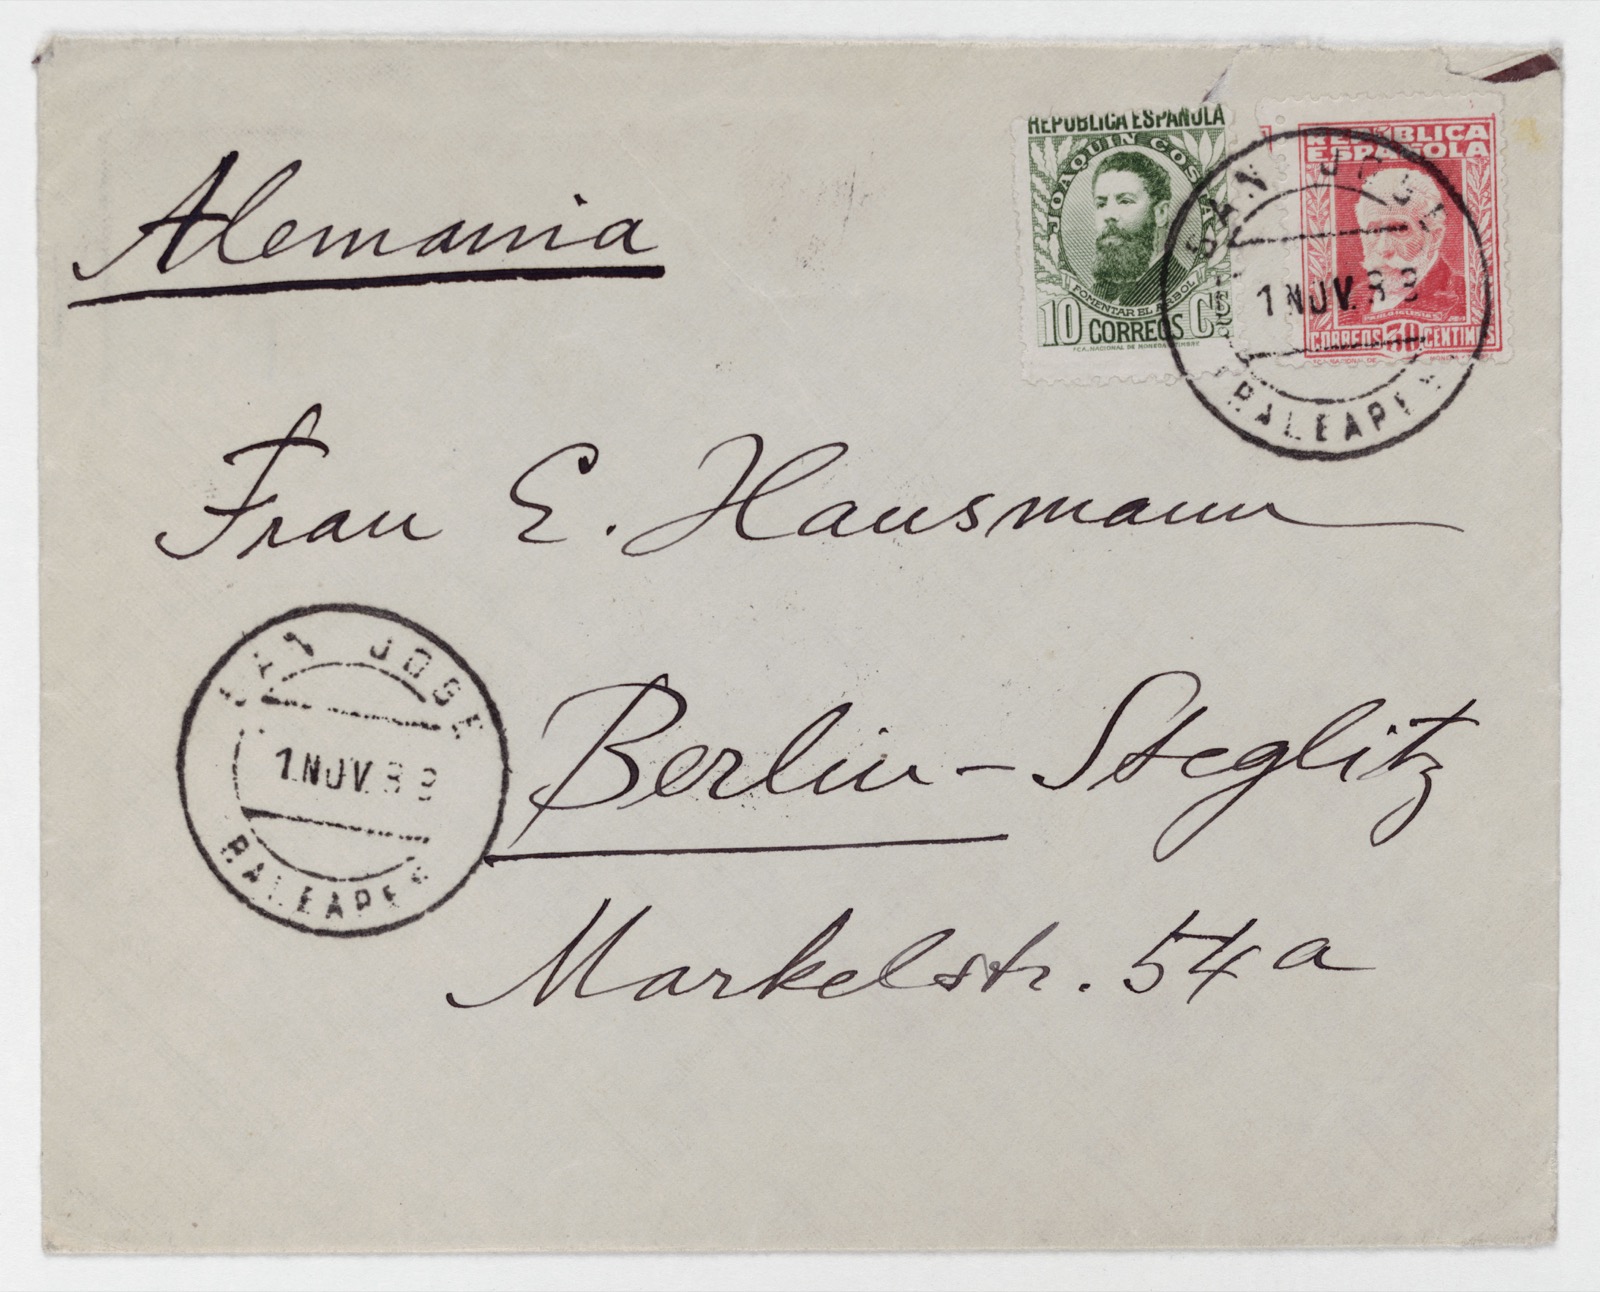 Alemania
REPUBLICA ESPAÑOLA
JOAQUIN COSTA
FOMENTAR EL ARBOL
10 CORREOS CTS
FCA. NACIONAL DE MONEDA Y TIMBRE
REPUBLICA
ESPAÑOLA
PABLO IGLESIAS
CORREOS 30 CENTIMOS
SAN JOSE
1 NOV. 33
BALEARES
Frau E. Hausmann
SAN JOSE
1 NOV. 33
BALEARES
Berlin-Steglitz
Markelstr. 54a